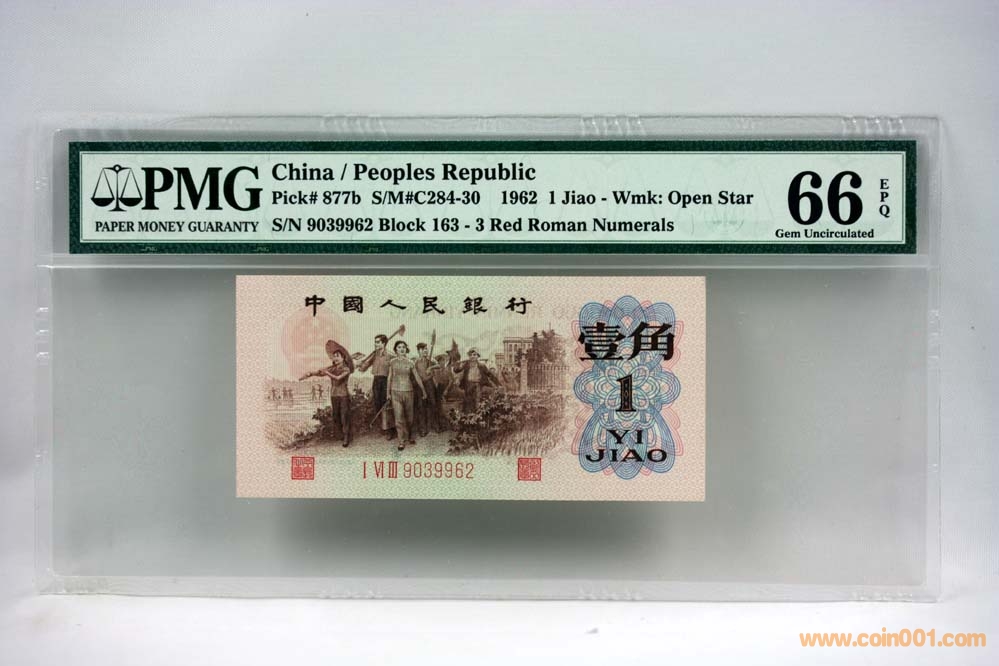 PMG
PAPER MONEY GUARANTY
China / Peoples Republic
Pick# 877b S/M#C284-30 1962 1 Jiao - Wmk: Open Star
S/N 9039962 Block 163 - 3 Red Roman Numerals
66
EPQ
Gem Uncirculated
中國人民銀行
壹角
1
YI
JIAO
I VI III 9039962
www.coin001.com